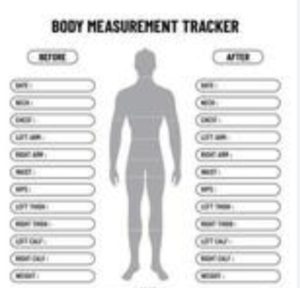 BODY MEASUREMENT TRACKER
BEFORE
AFTER
DATE :
NECK :
CHEST :
LEFT ARM :
RIGHT ARM :
WAIST :
HIPS :
LEFT THIGH :
RIGHT THIGH :
LEFT CALF :
RIGHT CALF :
WEIGHT :
DATE :
NECK :
CHEST :
LEFT ARM :
RIGHT ARM :
WAIST :
HIPS :
LEFT THIGH :
RIGHT THIGH :
LEFT CALF :
RIGHT CALF :
WEIGHT :